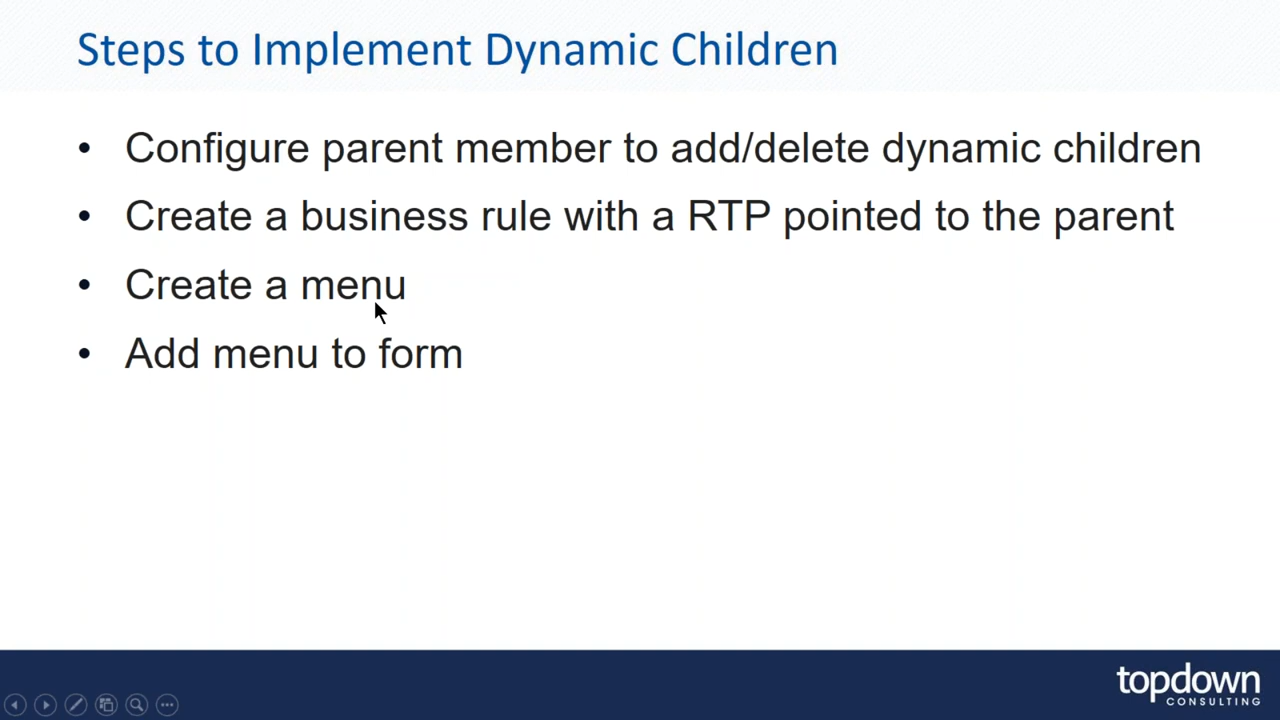 Steps to Implement Dynamic Children
• Configure parent member to add/delete dynamic children
• Create a business rule with a RTP pointed to the parent
• Create a menu
• Add menu to form
topdown
CONSULTING